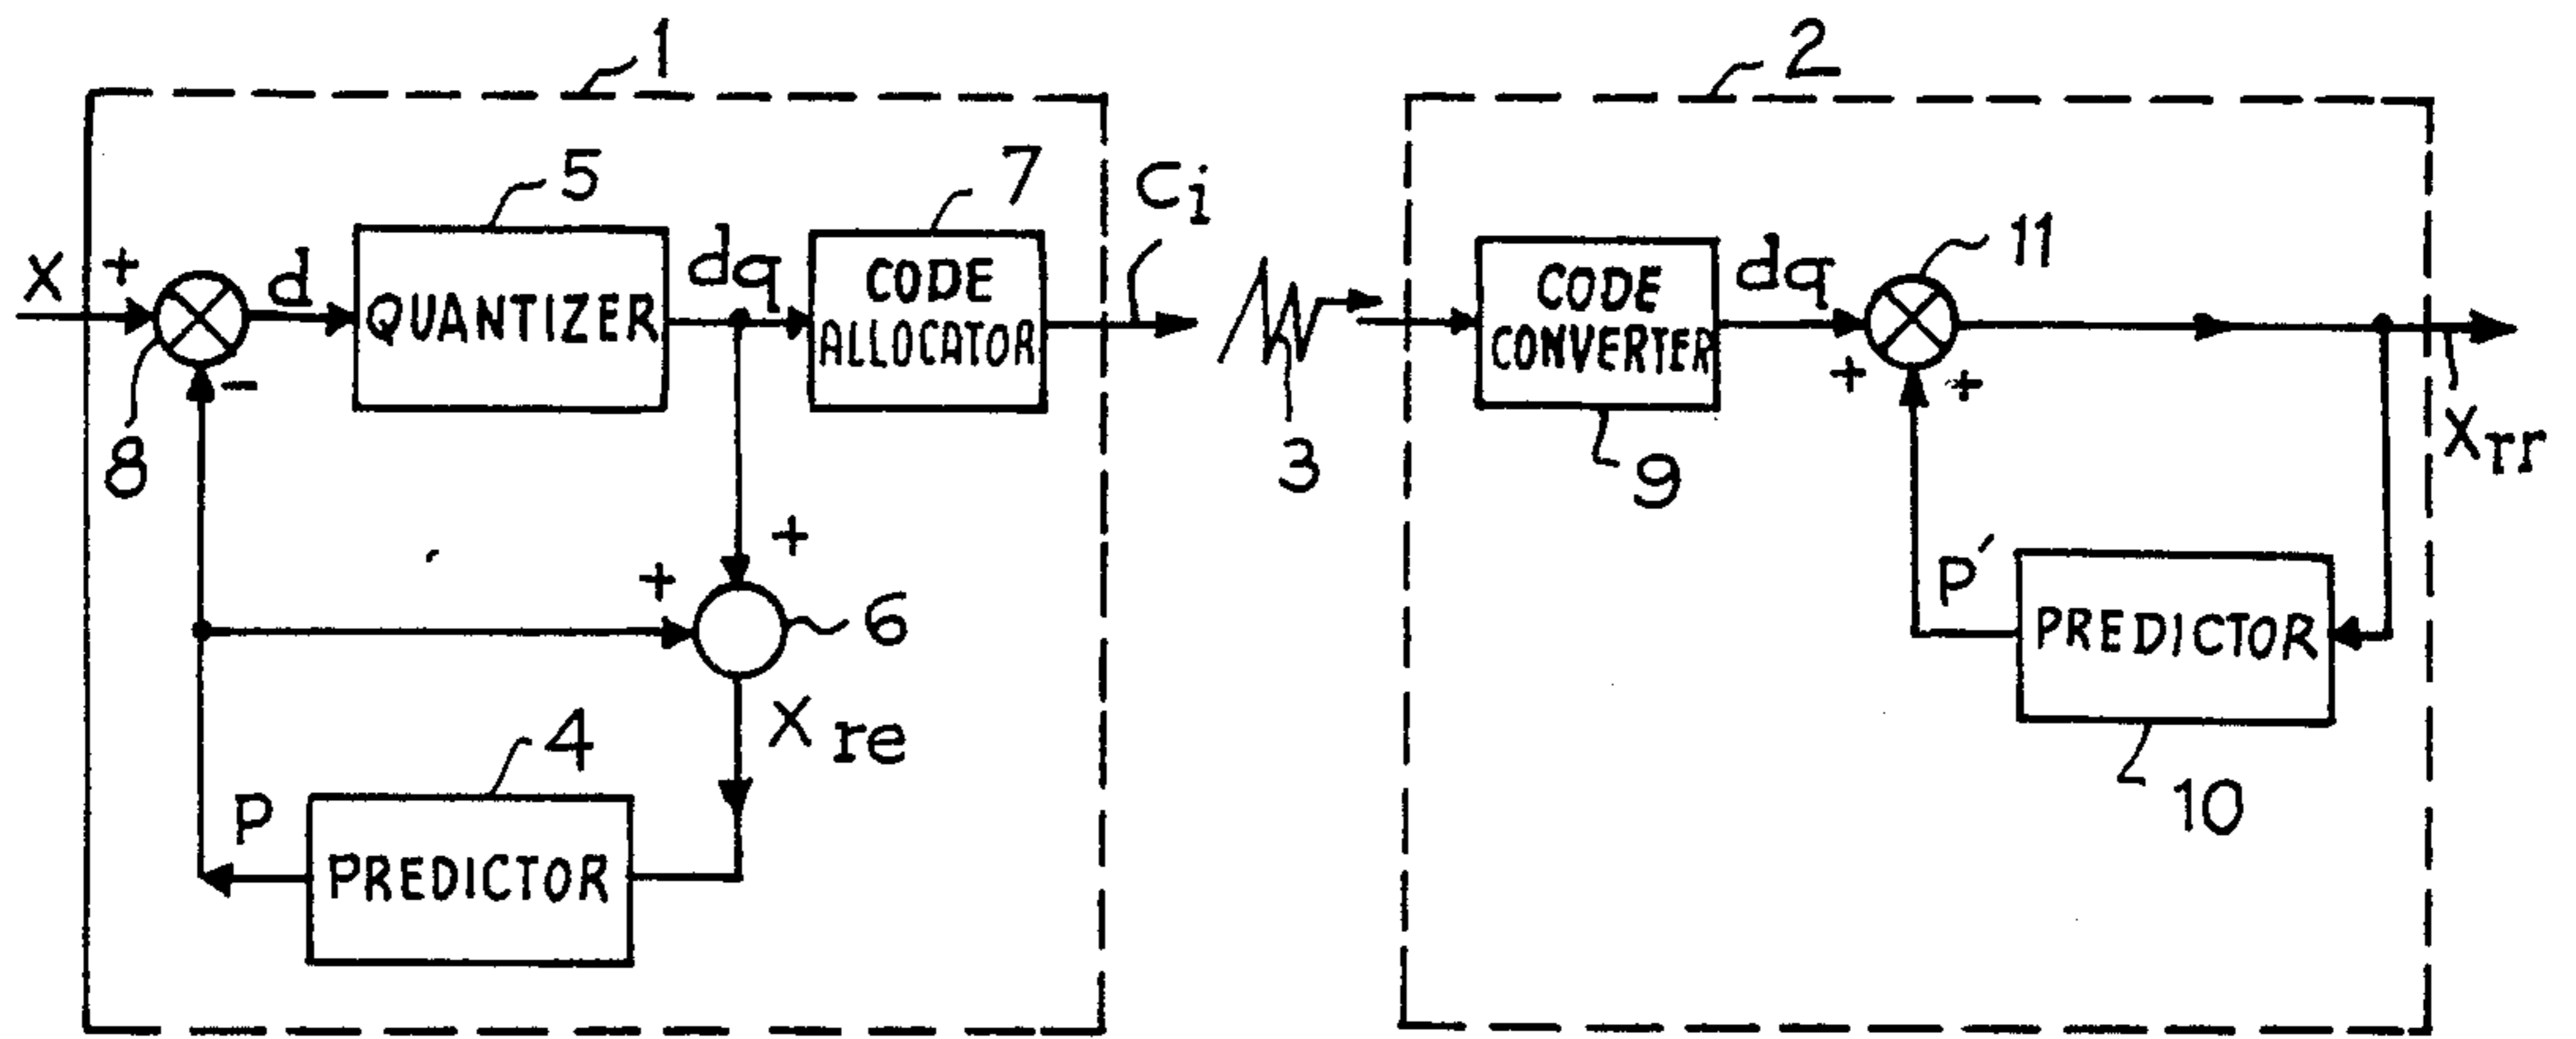 1
2
5
7
Ci
11
X
+
d
QUANTIZER
dq
CODE
ALLOCATOR
CODE
CONVERTER
dq
-
+
+
8
3
9
Xrr
+
+
6
P'
PREDICTOR
Xre
4
10
P
PREDICTOR